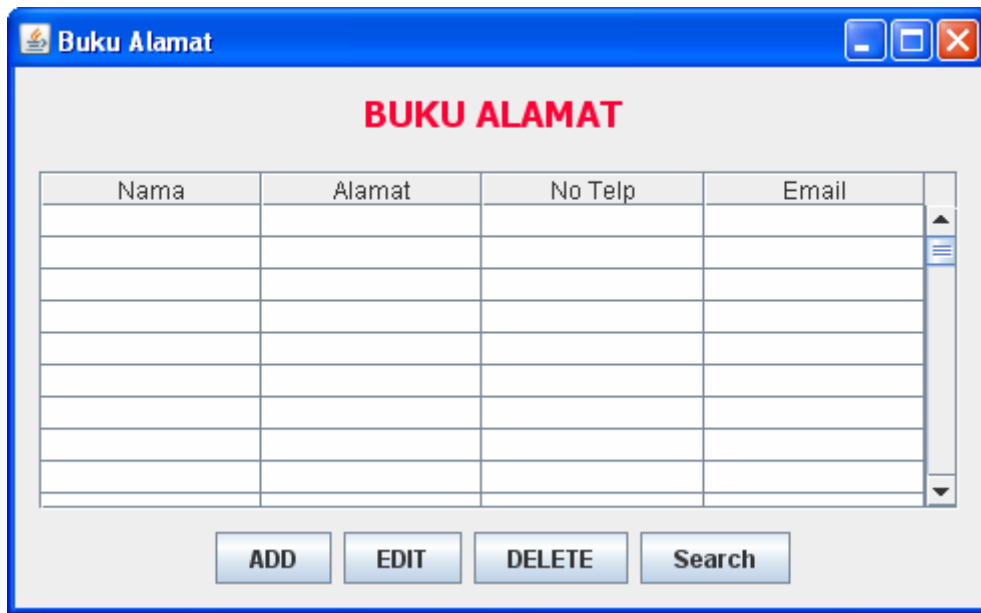 Buku Alamat
BUKU ALAMAT
Nama Alamat No Telp Email
ADD EDIT DELETE Search